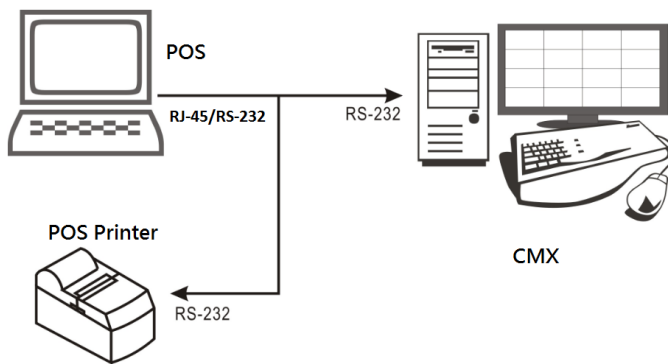 POS
RJ-45/RS-232
RS-232
POS Printer
CMX
RS-232